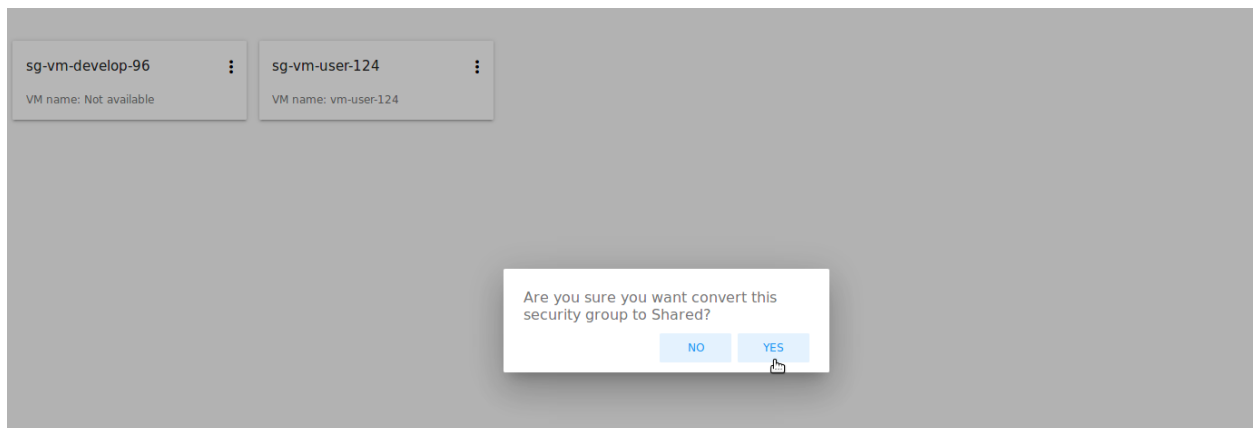 sg-vm-develop-96
VM name: Not available
sg-vm-user-124
VM name: vm-user-124
Are you sure you want convert this
security group to Shared?
NO
YES